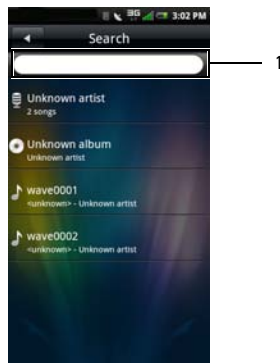 3G 3:02 PM
Search
1
Unknown artist
2 songs
Unknown album
Unknown artist
wave0001
<unknown> - Unknown artist
wave0002
<unknown> - Unknown artist